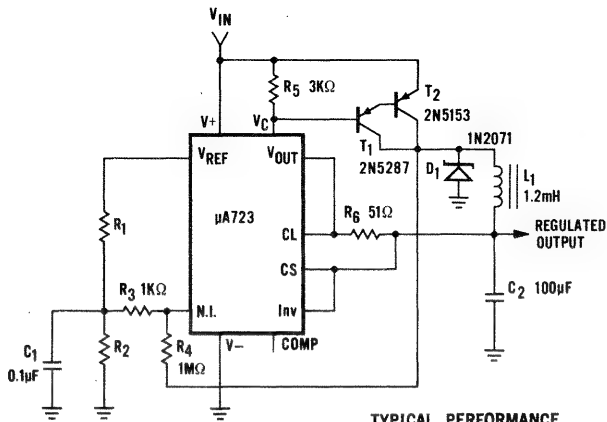 V_IN
R5 3KΩ
T2
2N5153
V+
VC
T1
2N5287
1N2071
VREF
VOUT
D1
L1
1.2mH
μA723
R1
R6 51Ω
CL
REGULATED
OUTPUT
CS
R3 1KΩ
N.I.
Inv
C2 100μF
C1
0.1μF
R2
R4
1MΩ
V−
COMP
TYPICAL PERFORMANCE